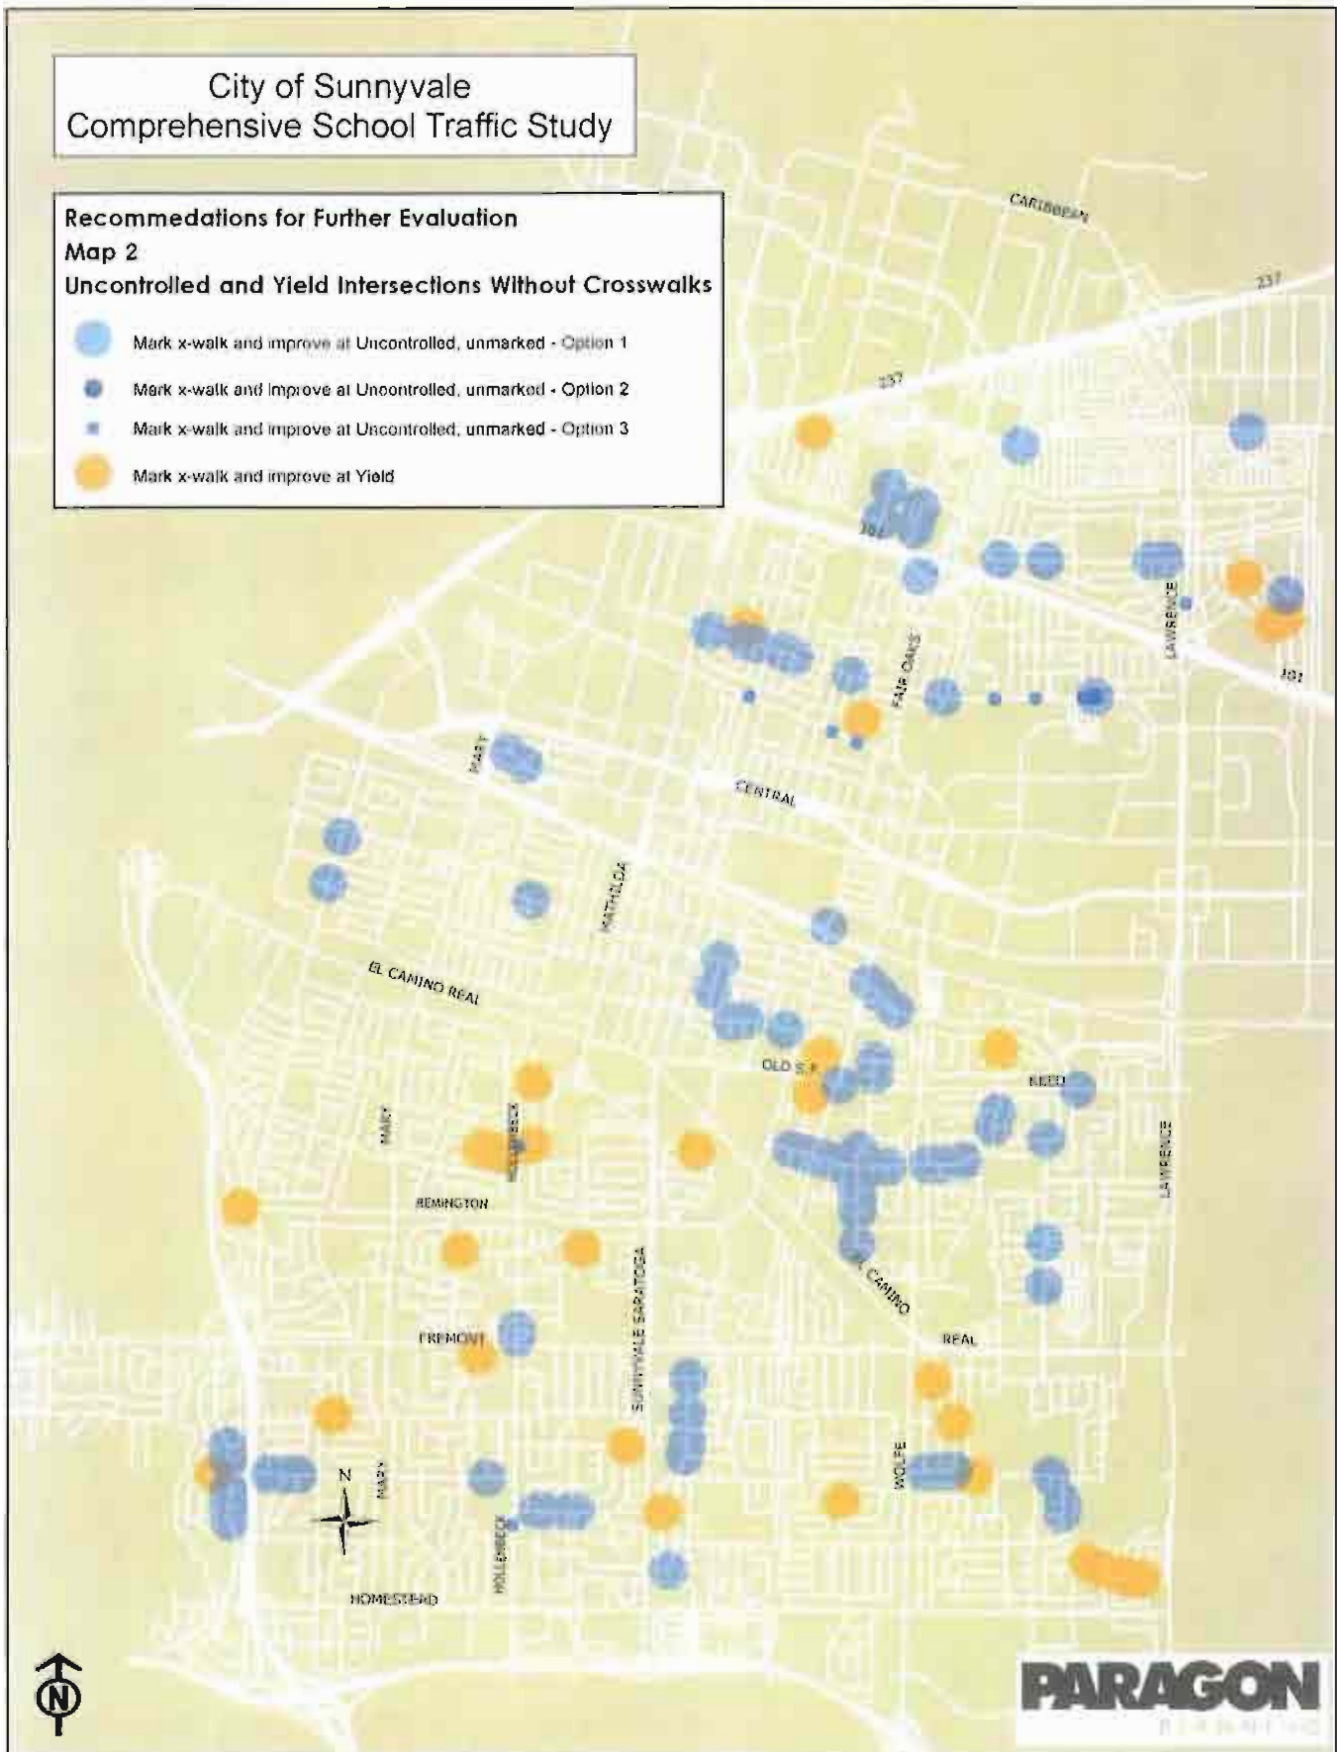 City of Sunnyvale
Comprehensive School Traffic Study
Recommedations for Further Evaluation
Map 2
Uncontrolled and Yield Intersections Without Crosswalks
Mark x-walk and improve at Uncontrolled, unmarked - Option 1
Mark x-walk and improve at Uncontrolled, unmarked - Option 2
Mark x-walk and improve at Uncontrolled, unmarked - Option 3
Mark x-walk and improve at Yield
CARIBBEAN
237
237
101
LAWRENCE
101
FAIR OAKS
MARY
CENTRAL
MATHILDA
EL CAMINO REAL
OLD S.F.
REED
MARY
HOLLENBECK
LAWRENCE
REMINGTON
SUNNYVALE SARATOGA
EL CAMINO
REAL
FREMONT
WOLFE
N
MARY
HOLLENBECK
HOMESTEAD
N
PARAGON
PLANNING